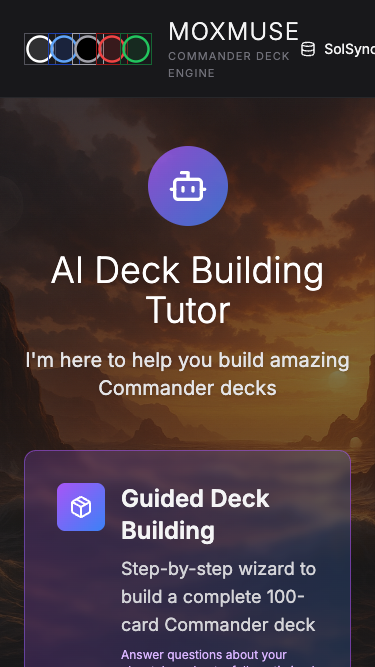 MOXMUSE
COMMANDER DECK
ENGINE
SolSync
AI Deck Building
Tutor
I'm here to help you build amazing
Commander decks
Guided Deck
Building
Step-by-step wizard to
build a complete 100-
card Commander deck
Answer questions about your